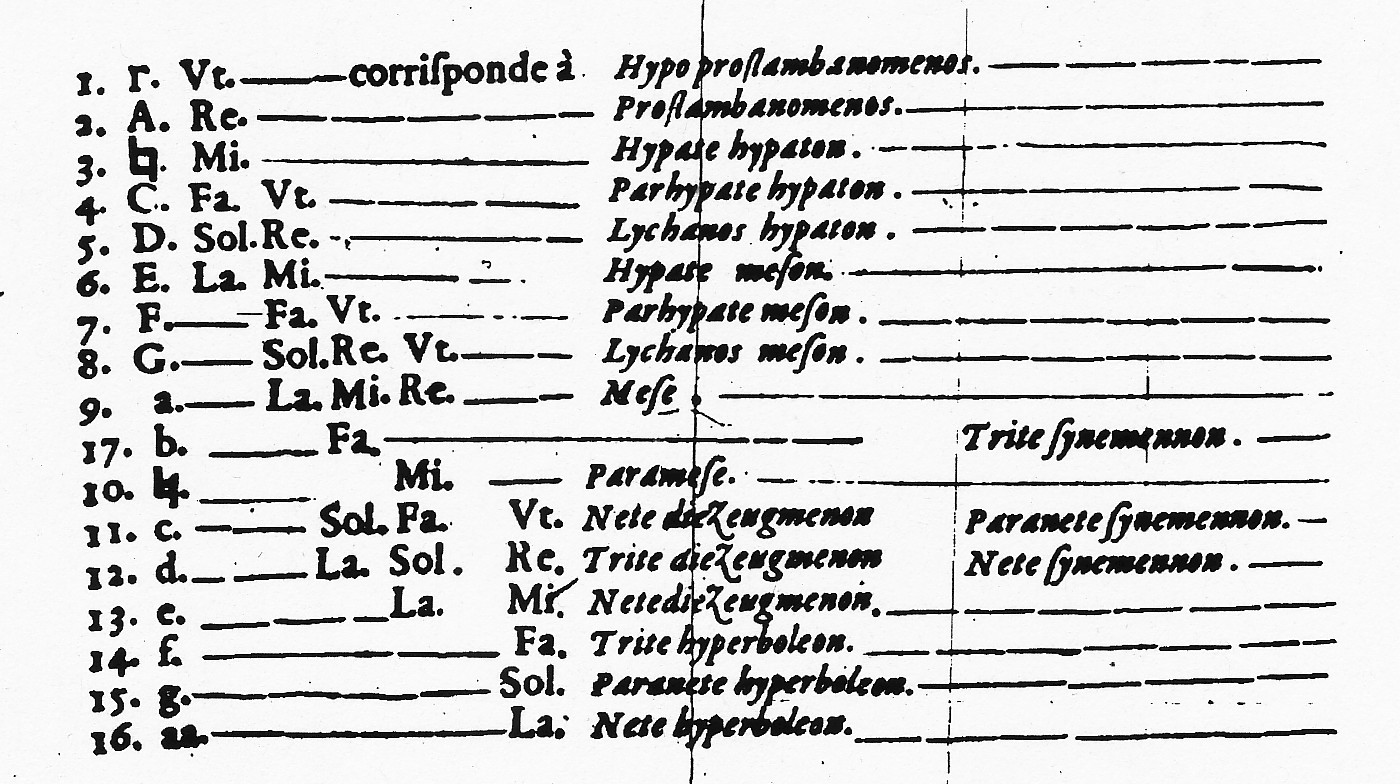 1. Γ. Vt. corriſponde à Hypo proſlambanomenos.
2. A. Re. Proſlambanomenos.
3. ♮. Mi. Hypate hypaton.
4. C. Fa. Vt. Parhypate hypaton.
5. D. Sol. Re. Lychanos hypaton.
6. E. La. Mi. Hypate meſon.
7. F. Fa. Vt. Parhypate meſon.
8. G. Sol. Re. Vt. Lychanos meſon.
9. a. La. Mi. Re. Meſe.
17. b. Fa. Trite ſynemennon.
10. ♮. Mi. Parameſe.
11. c. Sol. Fa. Vt. Nete diezeugmenon Paranete ſynemennon.
12. d. La. Sol. Re. Trite diezeugmenon Nete ſynemennon.
13. e. La. Mi. Nete diezeugmenon.
14. f. Fa. Trite hyperboleon.
15. g. Sol. Paranete hyperboleon.
16. aa. La. Nete hyperboleon.